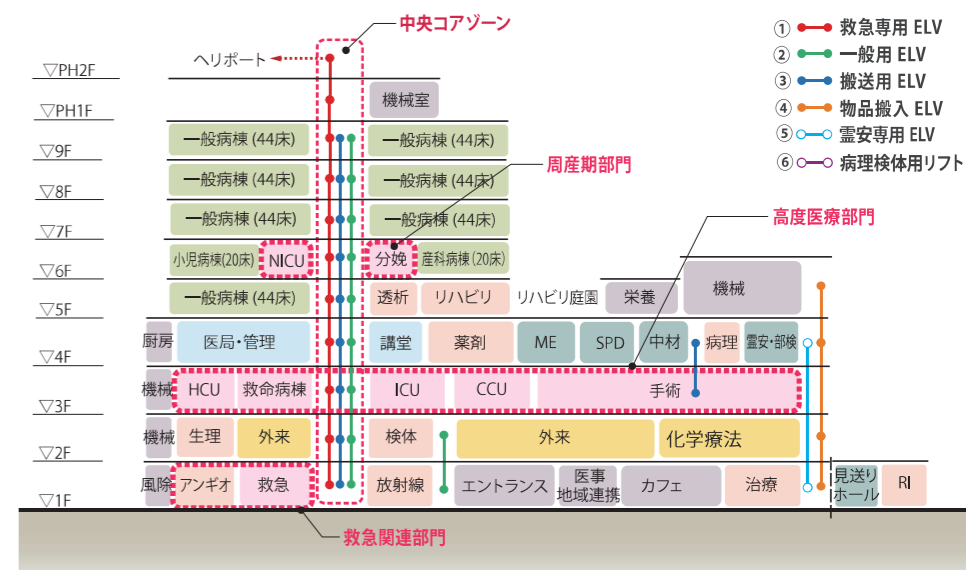 中央コアゾーン
① 救急専用 ELV
② 一般用 ELV
③ 搬送用 ELV
④ 物品搬入 ELV
⑤ 霊安専用 ELV
⑥ 病理検体用リフト
ヘリポート
▽PH2F
機械室
▽PH1F
一般病棟 (44床) 一般病棟 (44床)
▽9F
周産期部門
一般病棟 (44床) 一般病棟 (44床)
▽8F
一般病棟 (44床) 一般病棟 (44床)
高度医療部門
▽7F
小児病棟(20床) NICU 分娩 産科病棟(20床)
▽6F
一般病棟 (44床) 透析 リハビリ リハビリ庭園 栄養 機械
▽5F
厨房 医局・管理 講堂 薬剤 ME SPD 中材 病理 霊安・部検
▽4F
機械 HCU 救命病棟 ICU CCU 手術
▽3F
機械 生理 外来 検体 外来 化学療法
▽2F
風除 アンギオ 救急 放射線 エントランス 医事
地域連携 カフェ 治療 見送り
ホール RI
▽1F
救急関連部門